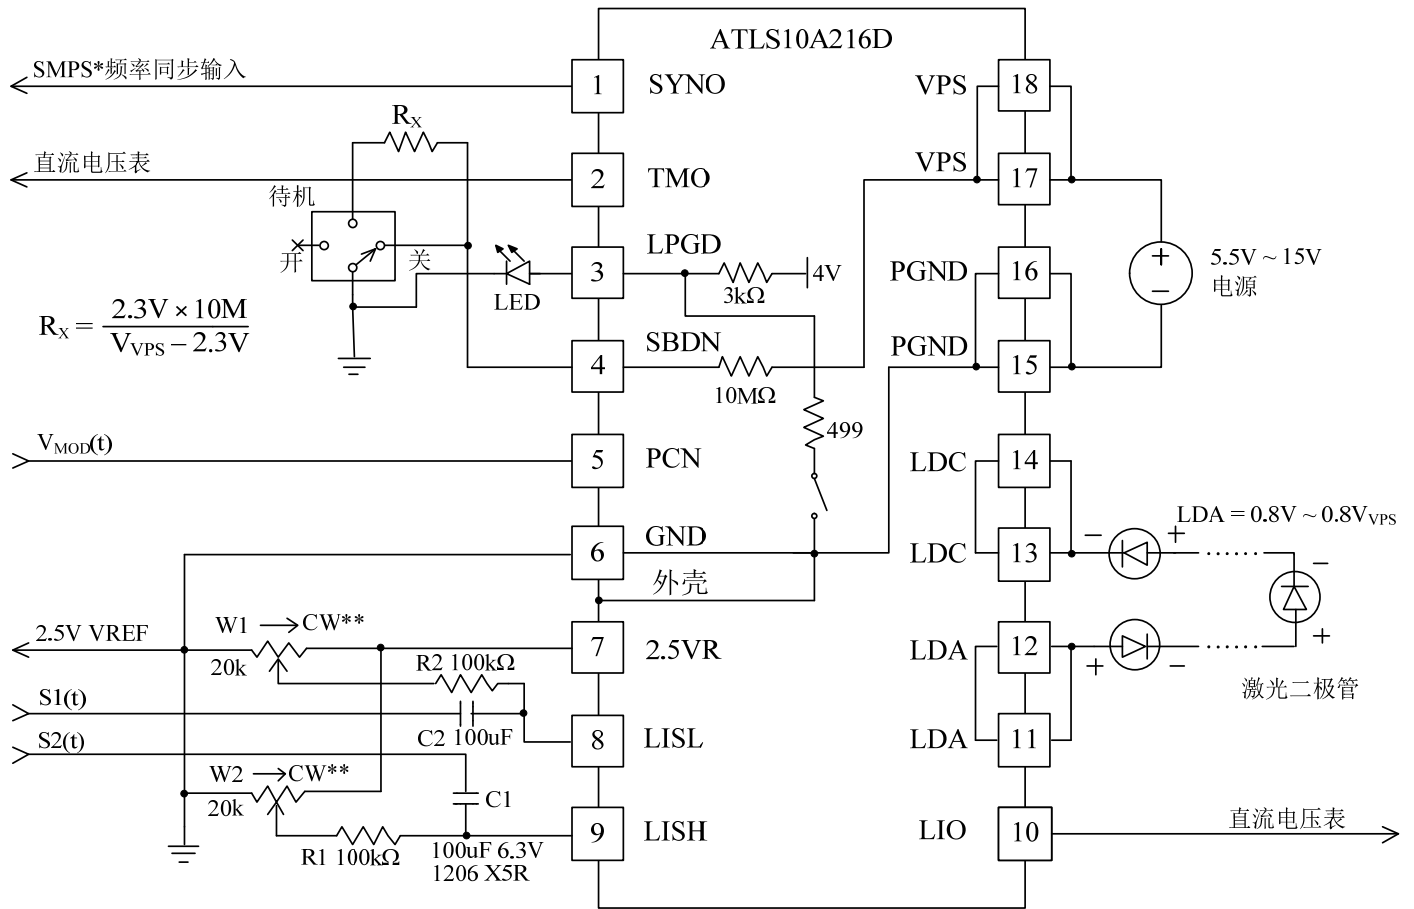 ATLS10A216D
SMPS*频率同步输入
1 SYNO
VPS 18
R_X
直流电压表
2 TMO
VPS 17
待机
开
关
LED
3 LPGD
3kΩ
4V
PGND 16
5.5V ~ 15V
电源
R_X = 2.3V × 10M / V_VPS − 2.3V
4 SBDN
10MΩ
PGND 15
499
V_MOD(t)
5 PCN
LDC 14
LDA = 0.8V ~ 0.8V_VPS
6 GND
外壳
LDC 13
− +
−
+
2.5V VREF
W1 → CW**
20k
7 2.5VR
LDA 12
+ −
R2 100kΩ
激光二极管
S1(t)
C2 100uF
8 LISL
LDA 11
S2(t)
W2 → CW**
20k
C1
R1 100kΩ
100uF 6.3V
1206 X5R
9 LISH
LIO 10
直流电压表
+
−